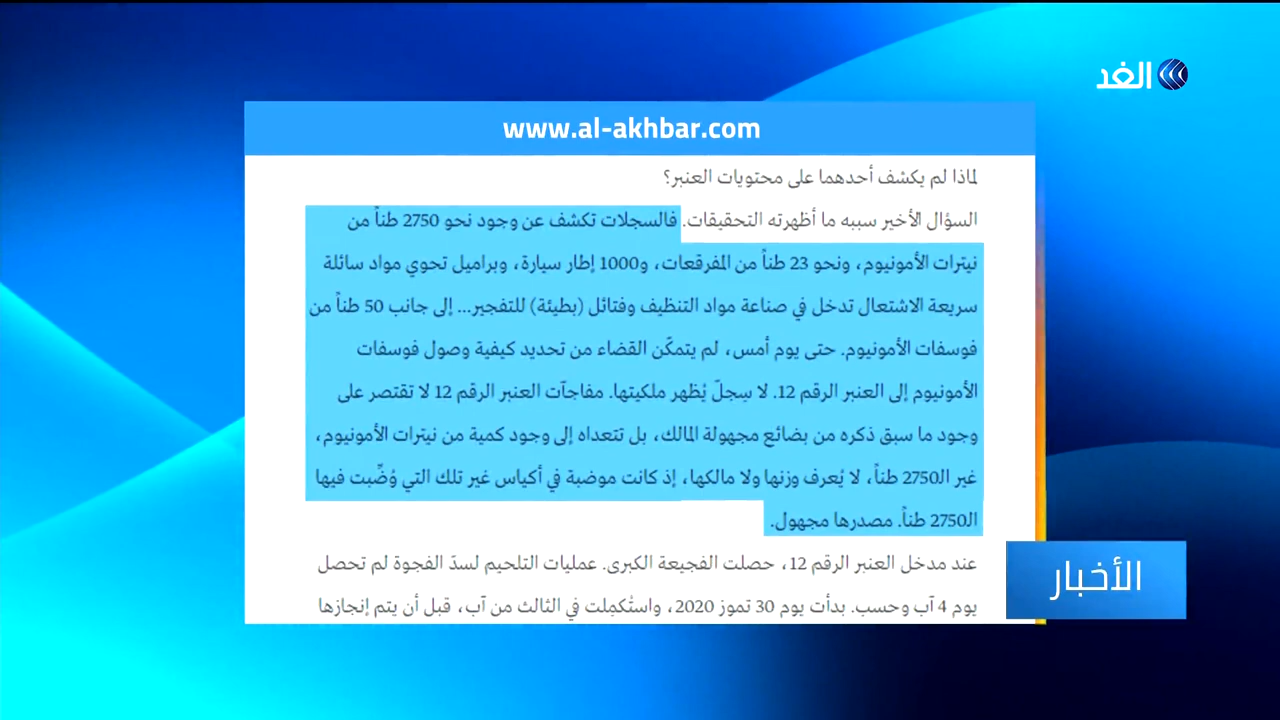 الغد
www.al-akhbar.com
لماذا لم يكشف أحدهما على محتويات العنبر؟
السؤال الأخير سببه ما أظهرته التحقيقات. فالسجلات تكشف عن وجود نحو 2750 طناً من
نيترات الأمونيوم، ونحو 23 طناً من المفرقعات، و1000 إطار سيارة، وبراميل تحوي مواد سائلة
سريعة الاشتعال تدخل في صناعة مواد التنظيف وفتائل (بطيئة) للتفجير... إلى جانب 50 طناً من
فوسفات الأمونيوم. حتى يوم أمس، لم يتمكّن القضاء من تحديد كيفية وصول فوسفات
الأمونيوم إلى العنبر الرقم 12. لا سِجلّ يُظهر ملكيتها. مفاجآت العنبر الرقم 12 لا تقتصر على
وجود ما سبق ذكره من بضائع مجهولة المالك، بل تتعداه إلى وجود كمية من نيترات الأمونيوم،
غير الـ2750 طناً، لا يُعرف وزنها ولا مالكها، إذ كانت موضبة في أكياس غير تلك التي وُضِّبت فيها
الـ2750 طناً. مصدرها مجهول.
عند مدخل العنبر الرقم 12، حصلت الفجيعة الكبرى. عمليات التلحيم لسدّ الفجوة لم تحصل
يوم 4 آب وحسب. بدأت يوم 30 تموز 2020، واستُكمِلت في الثالث من آب، قبل أن يتم إنجازها
الأخبار